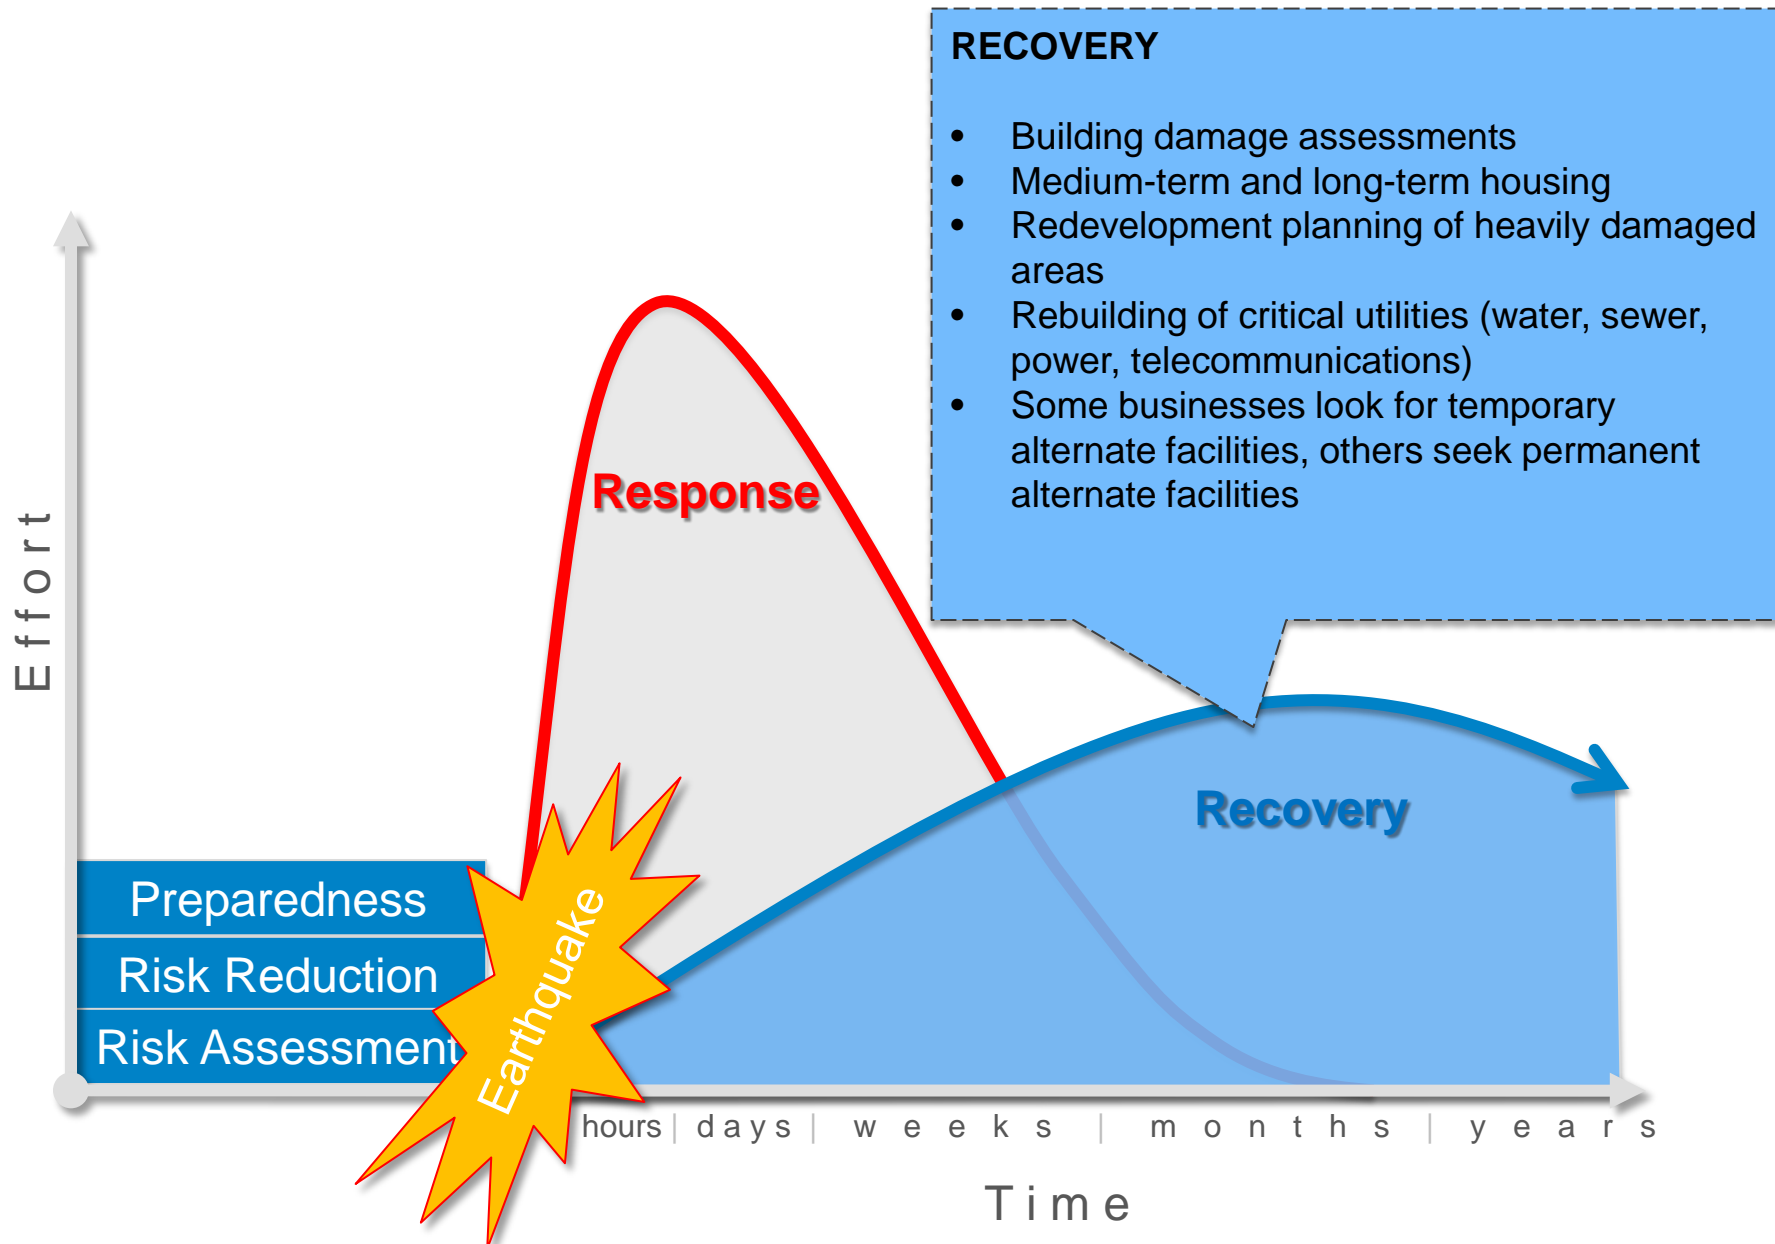 RECOVERY
• Building damage assessments
• Medium-term and long-term housing
• Redevelopment planning of heavily damaged
areas
• Rebuilding of critical utilities (water, sewer,
power, telecommunications)
• Some businesses look for temporary
alternate facilities, others seek permanent
alternate facilities
Effort
Response
Recovery
Preparedness
Risk Reduction
Risk Assessment
Earthquake
hours | days | weeks | months | years
Time